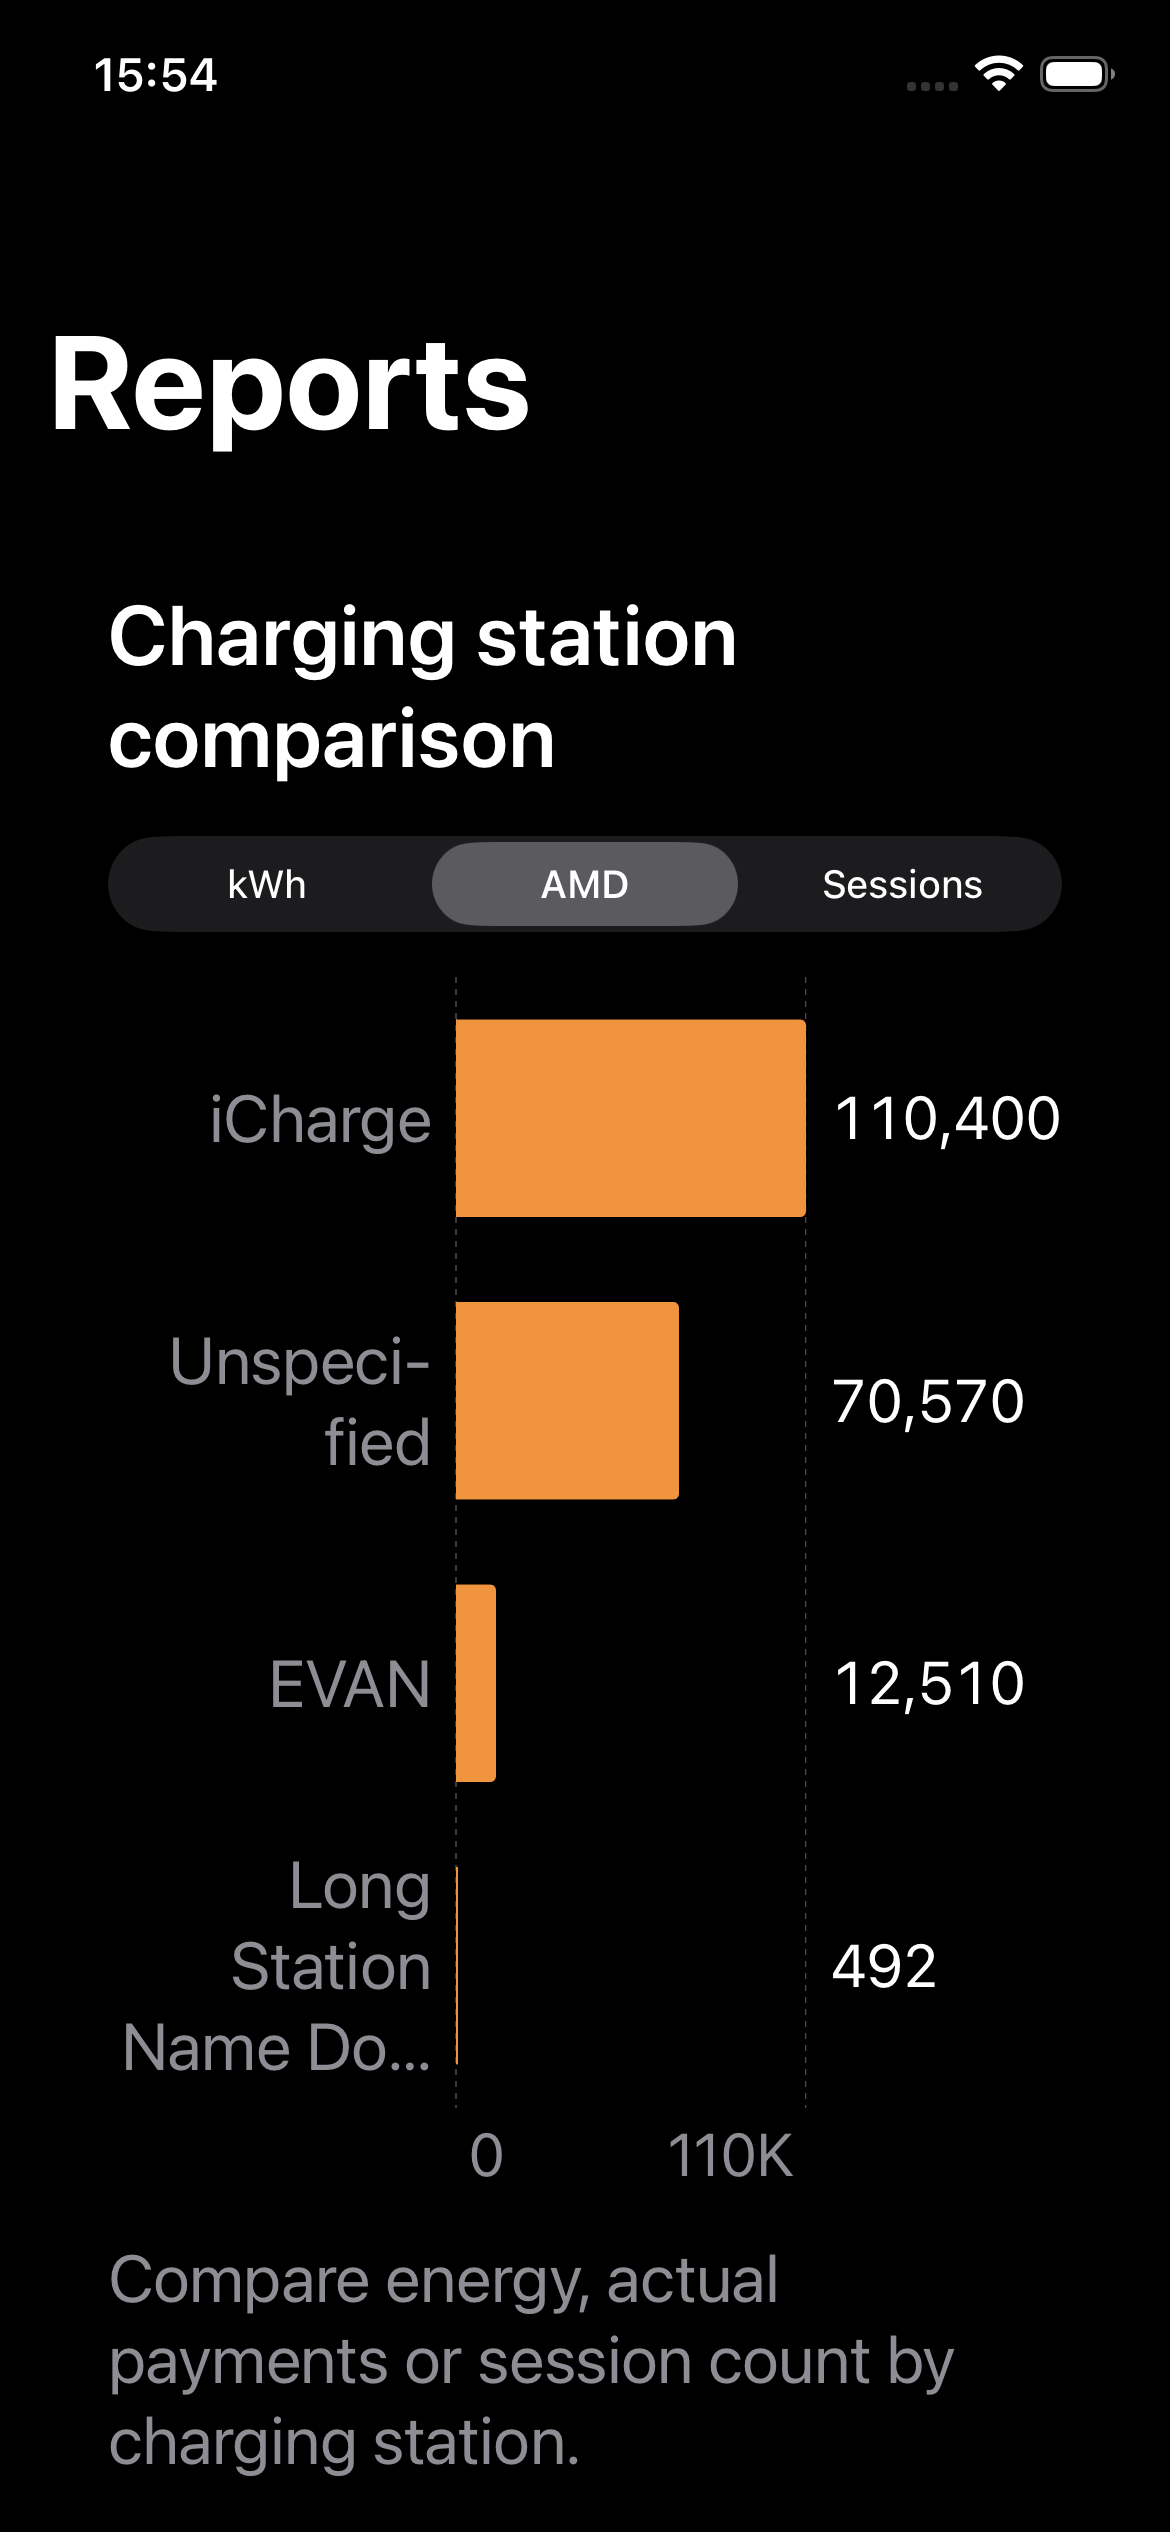 15:54
Reports
Charging station
comparison
kWh AMD Sessions
iCharge 110,400
Unspeci-
fied 70,570
EVAN 12,510
Long
Station
Name Do... 492
0 110K
Compare energy, actual
payments or session count by
charging station.